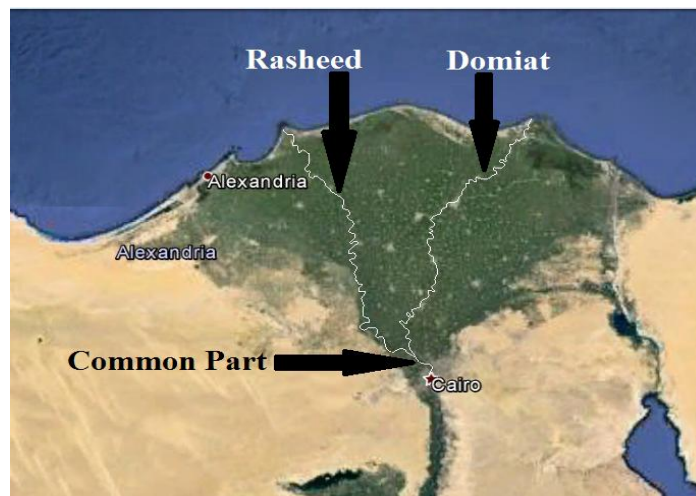 Rasheed
Domiat
Alexandria
Alexandria
Common Part
Cairo